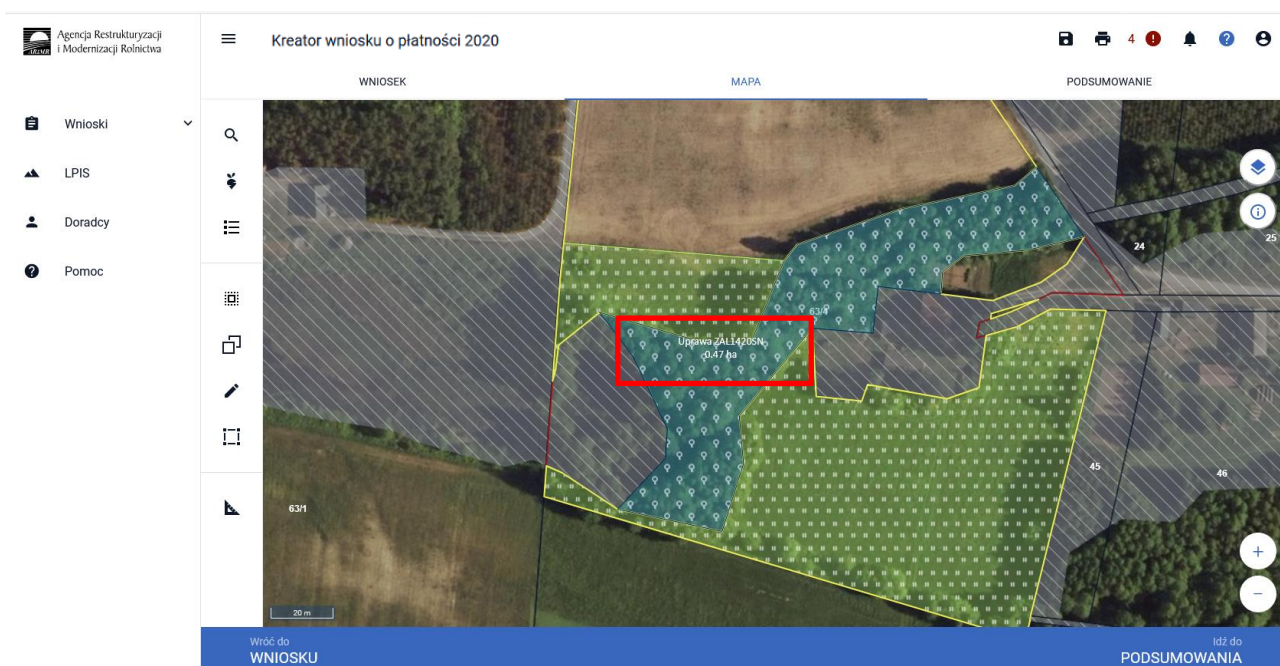 Agencja Restrukturyzacji
i Modernizacji Rolnictwa
ARiMR
Kreator wniosku o płatności 2020
4
WNIOSEK
MAPA
PODSUMOWANIE
Wnioski
LPIS
Doradcy
Pomoc
24
25
63/4
Uprawa ZAL1420SN
0.47 ha
45
46
63/1
20 m
Wróć do
WNIOSKU
Idź do
PODSUMOWANIA